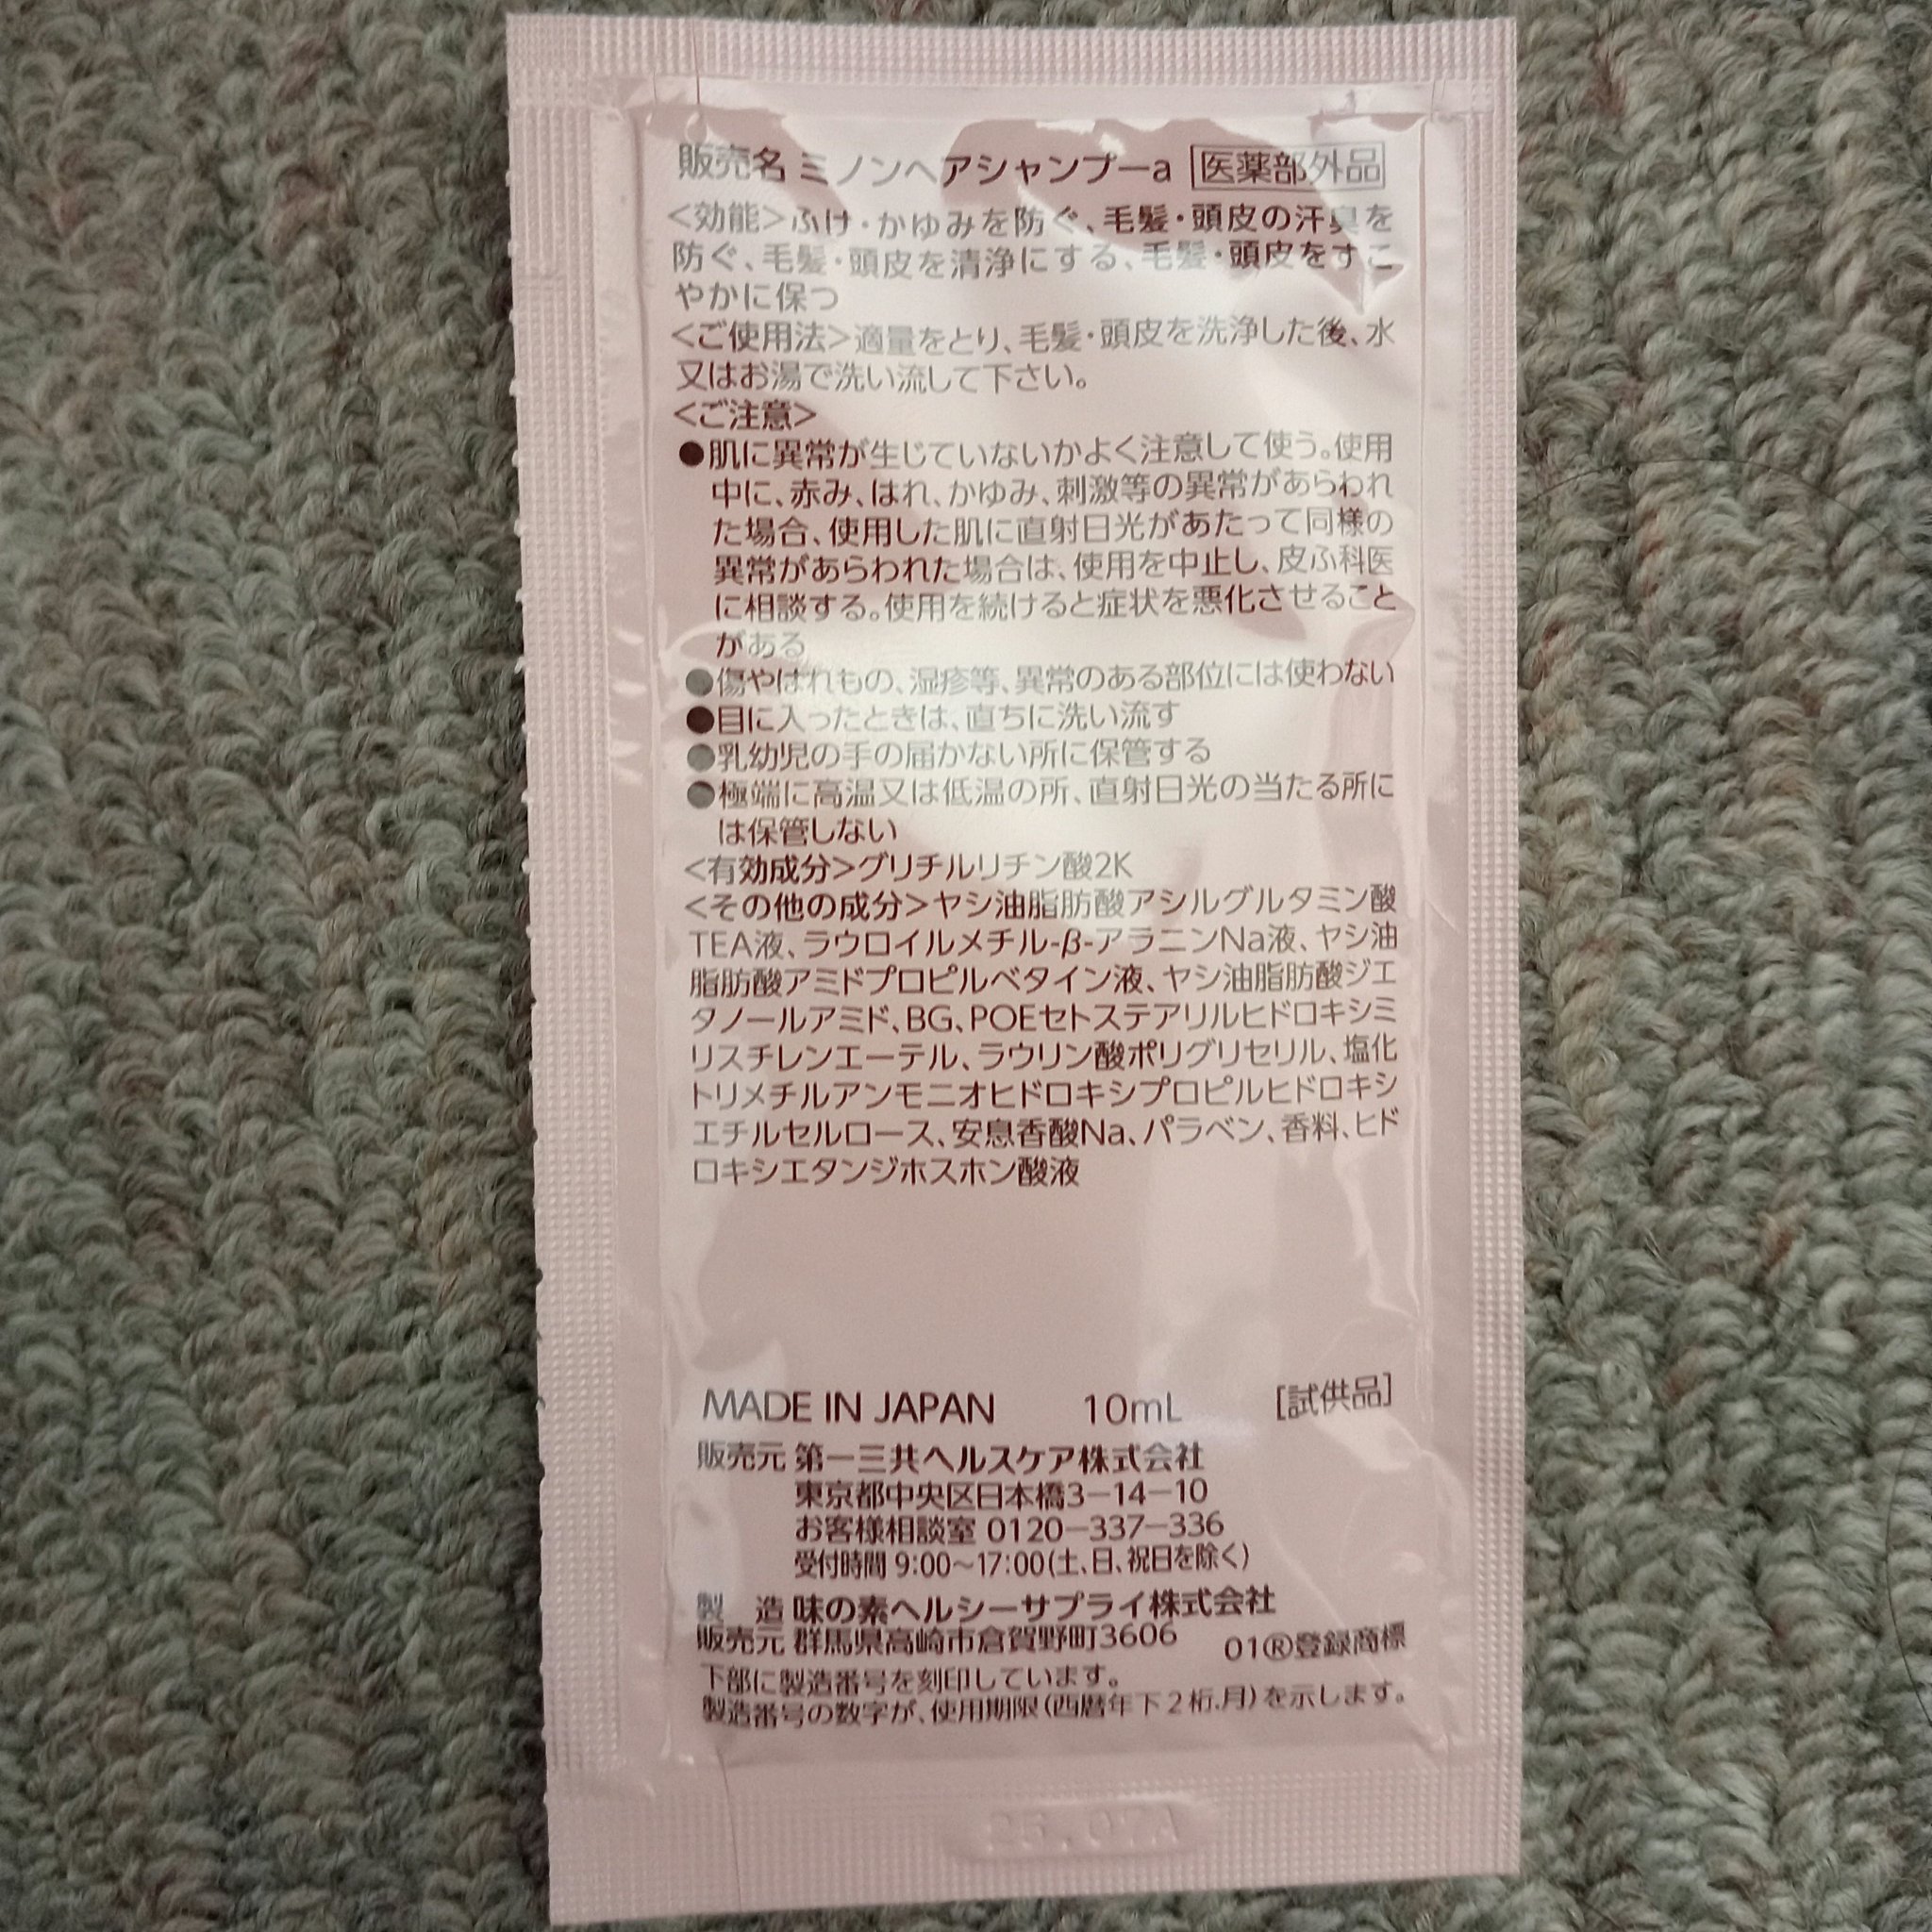 販売名 ミノンヘアシャンプーa 医薬部外品
<効能>ふけ・かゆみを防ぐ、毛髪・頭皮の汗臭を
防ぐ、毛髪・頭皮を清浄にする、毛髪・頭皮をすこ
やかに保つ
<ご使用法>適量をとり、毛髪・頭皮を洗浄した後、水
又はお湯で洗い流して下さい。
<ご注意>
●肌に異常が生じていないかよく注意して使う。使用
中に、赤み、はれ、かゆみ、刺激等の異常があらわれ
た場合、使用した肌に直射日光があたって同様の
異常があらわれた場合は、使用を中止し、皮ふ科医
に相談する。使用を続けると症状を悪化させること
がある
●傷やはれもの、湿疹等、異常のある部位には使わない
●目に入ったときは、直ちに洗い流す
●乳幼児の手の届かない所に保管する
●極端に高温又は低温の所、直射日光の当たる所に
は保管しない
<有効成分>グリチルリチン酸2K
<その他の成分>ヤシ油脂肪酸アシルグルタミン酸
TEA液、ラウロイルメチル-β-アラニンNa液、ヤシ油
脂肪酸アミドプロピルベタイン液、ヤシ油脂肪酸ジエ
タノールアミド、BG、POEセトステアリルヒドロキシミ
リスチレンエーテル、ラウリン酸ポリグリセリル、塩化
トリメチルアンモニオヒドロキシプロピルヒドロキシ
エチルセルロース、安息香酸Na、パラベン、香料、ヒド
ロキシエタンジホスホン酸液
MADE IN JAPAN 10mL [試供品]
販売元 第一三共ヘルスケア株式会社
東京都中央区日本橋3−14−10
お客様相談室 0120−337−336
受付時間 9:00〜17:00(土、日、祝日を除く)
製 造 味の素ヘルシーサプライ株式会社
販売元 群馬県高崎市倉賀野町3606 01®登録商標
下部に製造番号を刻印しています。
製造番号の数字が、使用期限(西暦年下2桁.月)を示します。